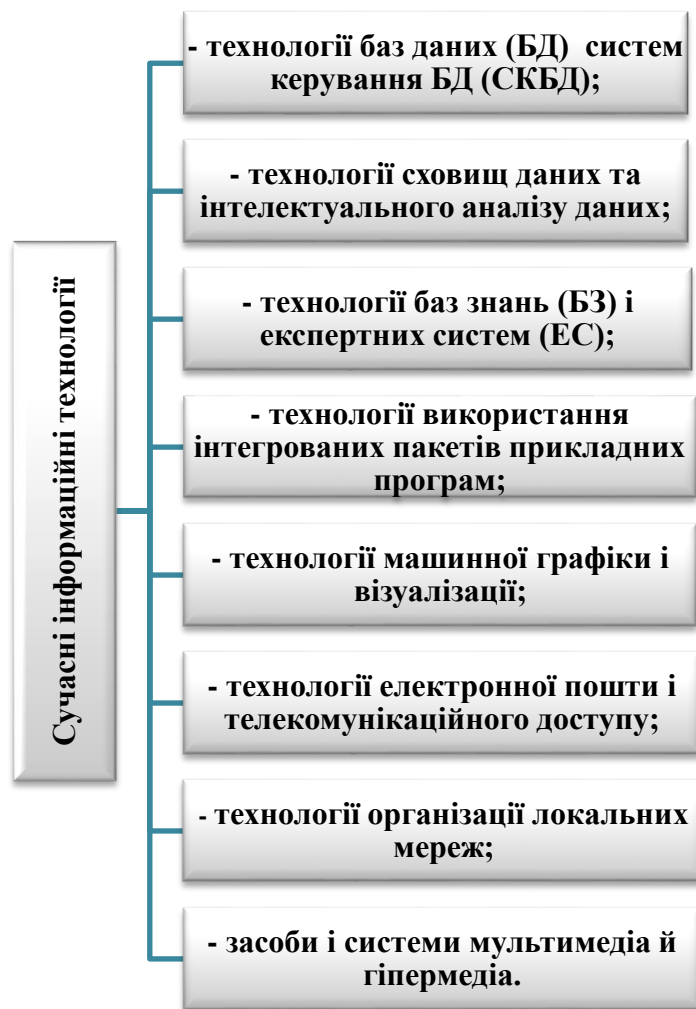 Сучасні інформаційні технології
- технології баз даних (БД) систем
керування БД (СКБД);
- технології сховищ даних та
інтелектуального аналізу даних;
- технології баз знань (БЗ) і
експертних систем (ЕС);
- технології використання
інтегрованих пакетів прикладних
програм;
- технології машинної графіки і
візуалізації;
- технології електронної пошти і
телекомунікаційного доступу;
- технології організації локальних
мереж;
- засоби і системи мультимедіа й
гіпермедіа.